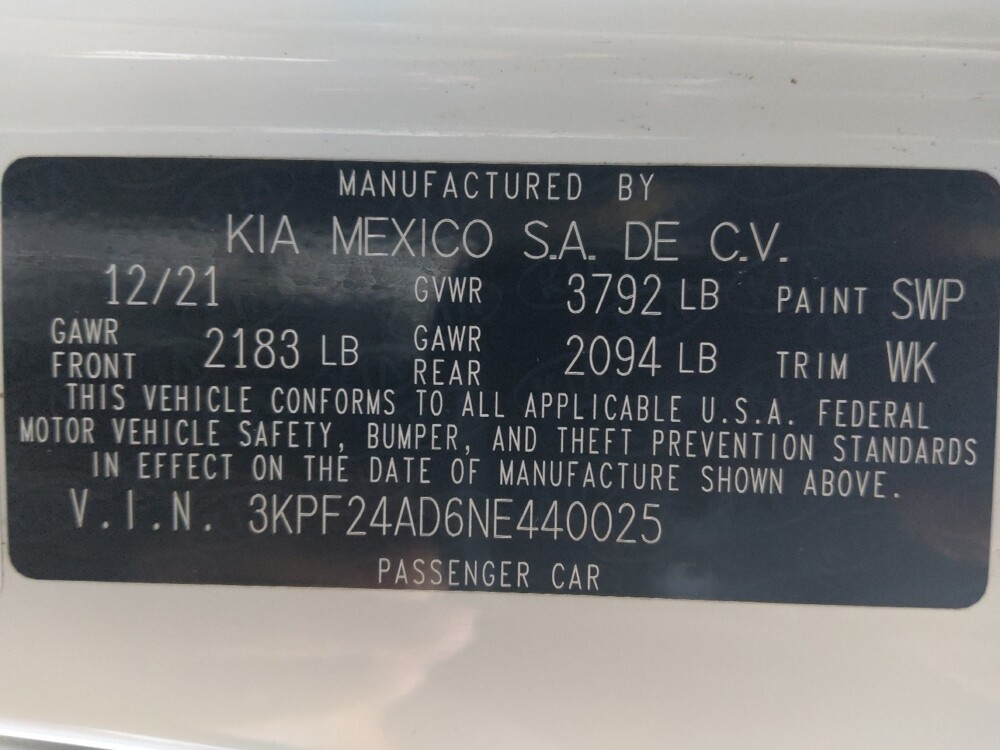 MANUFACTURED BY
KIA MEXICO S.A. DE C.V.
12/21 GVWR 3792 LB PAINT SWP
GAWR FRONT 2183 LB GAWR REAR 2094 LB TRIM WK
THIS VEHICLE CONFORMS TO ALL APPLICABLE U.S.A. FEDERAL
MOTOR VEHICLE SAFETY, BUMPER, AND THEFT PREVENTION STANDARDS
IN EFFECT ON THE DATE OF MANUFACTURE SHOWN ABOVE.
V.I.N. 3KPF24AD6NE440025
PASSENGER CAR